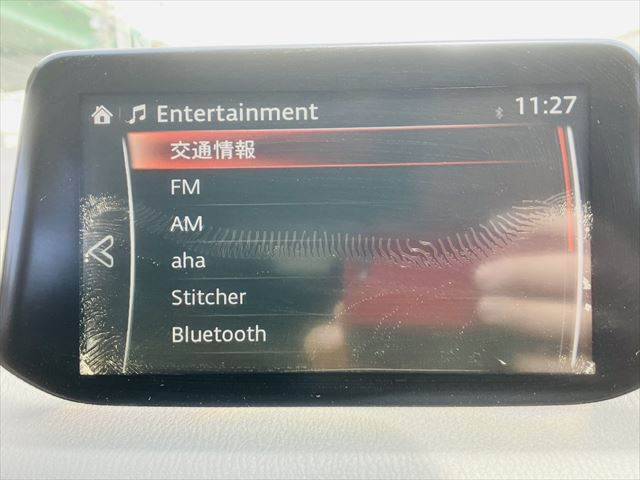 Entertainment 11:27
交通情報
FM
AM
aha
Stitcher
Bluetooth